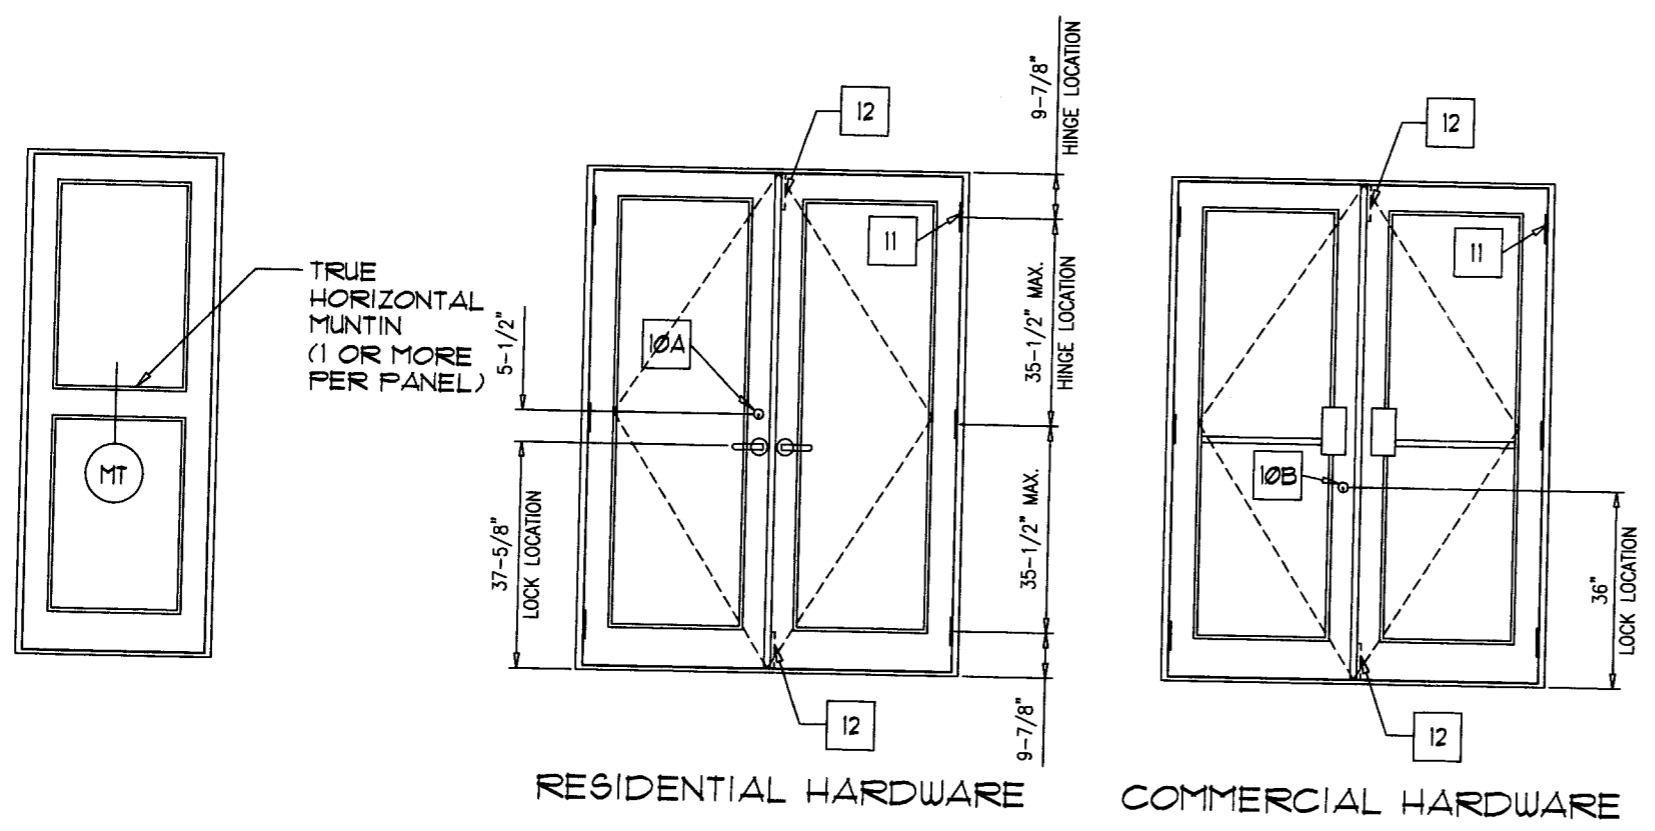 TRUE
HORIZONTAL
MUNTIN
(1 OR MORE
PER PANEL)
MT
12
11
10A
5-1/2"
37-5/8"
LOCK LOCATION
9-7/8"
HINGE LOCATION
35-1/2" MAX.
HINGE LOCATION
35-1/2" MAX.
9-7/8"
12
RESIDENTIAL HARDWARE
12
11
10B
36"
LOCK LOCATION
12
COMMERCIAL HARDWARE